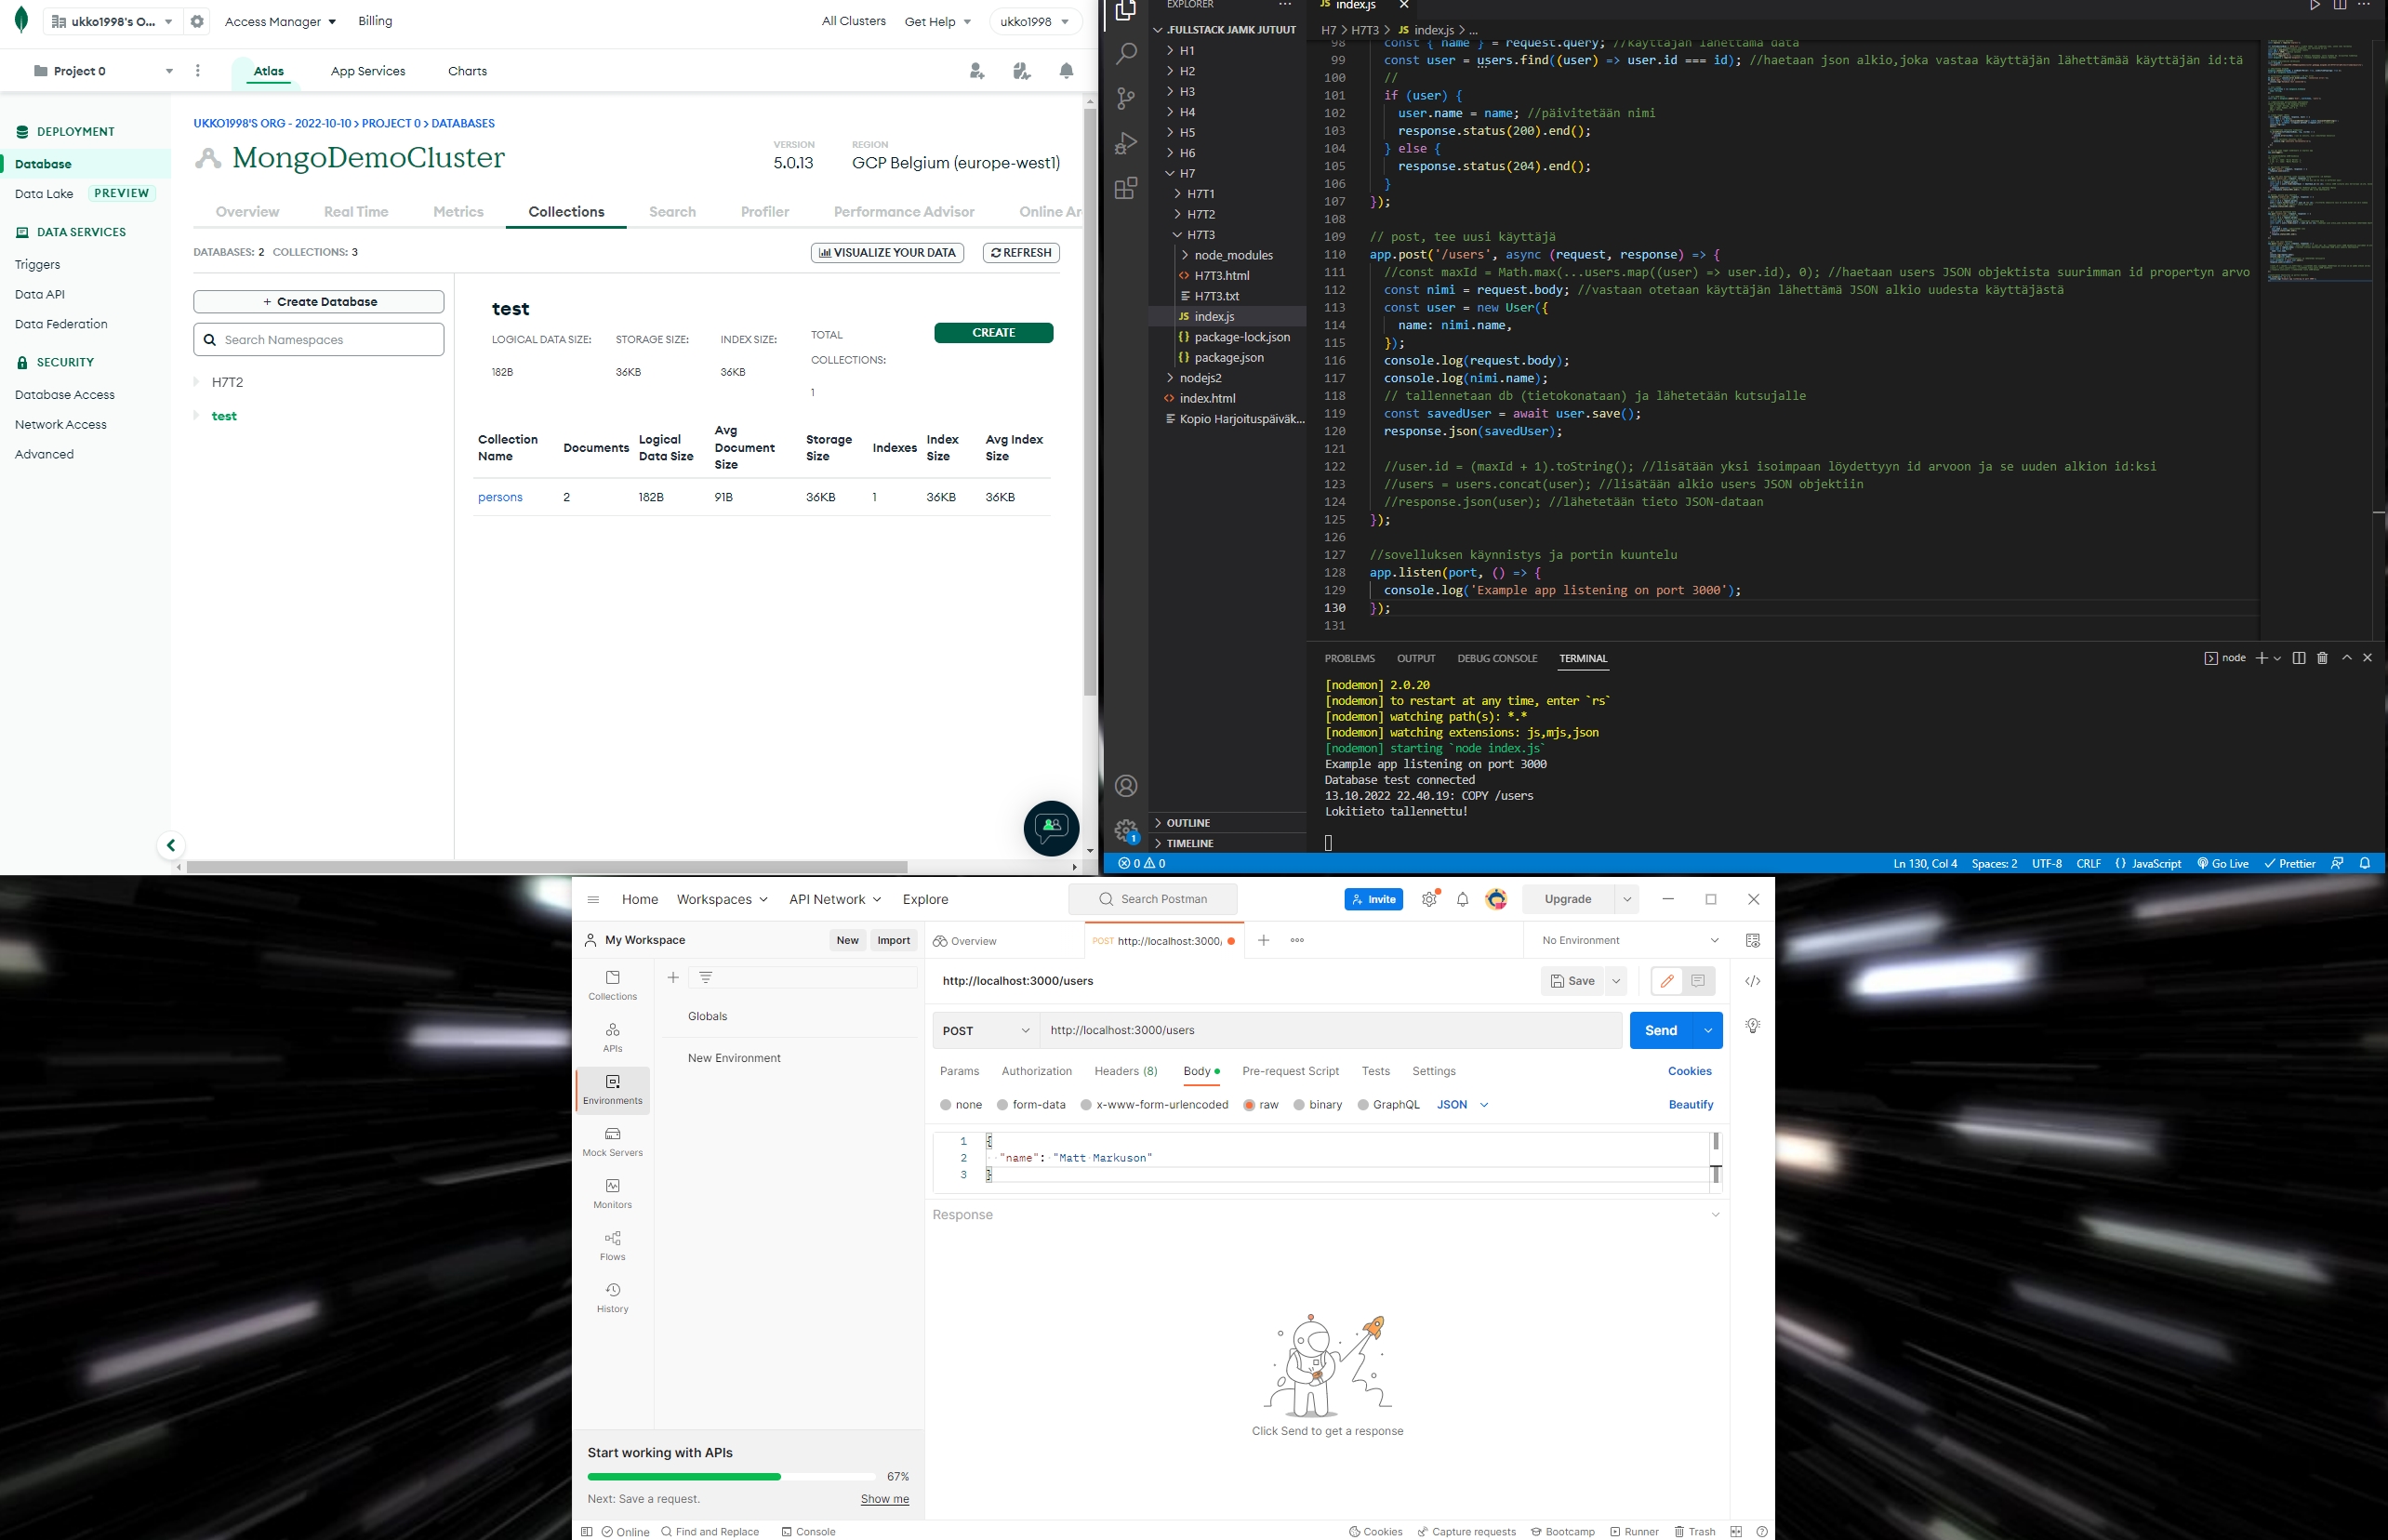 ukko1998's O...
Access Manager
Billing
All Clusters
Get Help
ukko1998
Project 0
Atlas
App Services
Charts
DEPLOYMENT
Database
Data Lake PREVIEW
DATA SERVICES
Triggers
Data API
Data Federation
SECURITY
Database Access
Network Access
Advanced
UKKO1998'S ORG - 2022-10-10 > PROJECT 0 > DATABASES
MongoDemoCluster
VERSION
5.0.13
REGION
GCP Belgium (europe-west1)
Overview Real Time Metrics Collections Search Profiler Performance Advisor Online Ar
DATABASES: 2 COLLECTIONS: 3
VISUALIZE YOUR DATA
REFRESH
+ Create Database
Search Namespaces
H7T2
test
test
LOGICAL DATA SIZE: 182B
STORAGE SIZE: 36KB
INDEX SIZE: 36KB
TOTAL COLLECTIONS: 1
CREATE
Collection Name Documents Logical Data Size Avg Document Size Storage Size Indexes Index Size Avg Index Size
persons 2 182B 91B 36KB 1 36KB 36KB
EXPLORER ...
.FULLSTACK JAMK JUTUUT
H1
H2
H3
H4
H5
H6
H7
H7T1
H7T2
H7T3
node_modules
H7T3.html
H7T3.txt
JS index.js
{} package-lock.json
{} package.json
nodejs2
index.html
Kopio Harjoituspäiväk...
OUTLINE
TIMELINE
JS index.js
H7 > H7T3 > JS index.js > ...
98 const { name } = request.query; //käyttäjän lähettämä data
99 const user = users.find((user) => user.id === id); //haetaan json alkio,joka vastaa käyttäjän lähettämää käyttäjän id:tä
100 //
101 if (user) {
102 user.name = name; //päivitetään nimi
103 response.status(200).end();
104 } else {
105 response.status(204).end();
106 }
107 });
108
109 // post, tee uusi käyttäjä
110 app.post('/users', async (request, response) => {
111 //const maxId = Math.max(...users.map((user) => user.id), 0); //haetaan users JSON objektista suurimman id propertyn arvo
112 const nimi = request.body; //vastaan otetaan käyttäjän lähettämä JSON alkio uudesta käyttäjästä
113 const user = new User({
114 name: nimi.name,
115 });
116 console.log(request.body);
117 console.log(nimi.name);
118 // tallennetaan db (tietokonataan) ja lähetetään kutsujalle
119 const savedUser = await user.save();
120 response.json(savedUser);
121
122 //user.id = (maxId + 1).toString(); //lisätään yksi isoimpaan löydettyyn id arvoon ja se uuden alkion id:ksi
123 //users = users.concat(user); //lisätään alkio users JSON objektiin
124 //response.json(user); //lähetetään tieto JSON-dataan
125 });
126
127 //sovelluksen käynnistys ja portin kuuntelu
128 app.listen(port, () => {
129 console.log('Example app listening on port 3000');
130 });
131
PROBLEMS OUTPUT DEBUG CONSOLE TERMINAL
node
[nodemon] 2.0.20
[nodemon] to restart at any time, enter `rs`
[nodemon] watching path(s): *.*
[nodemon] watching extensions: js,mjs,json
[nodemon] starting `node index.js`
Example app listening on port 3000
Database test connected
13.10.2022 22.40.19: COPY /users
Lokitieto tallennettu!
1
0 0
Ln 130, Col 4 Spaces: 2 UTF-8 CRLF {} JavaScript Go Live Prettier
Home Workspaces API Network Explore
Search Postman
Invite
Upgrade
My Workspace
New
Import
Overview
POST http://localhost:3000/
No Environment
Collections
APIs
Environments
Mock Servers
Monitors
Flows
History
Globals
New Environment
http://localhost:3000/users
Save
POST
http://localhost:3000/users
Send
Params Authorization Headers (8) Body Pre-request Script Tests Settings Cookies
none form-data x-www-form-urlencoded raw binary GraphQL JSON Beautify
1 {
2 "name": "Matt Markuson"
3 }
Response
Click Send to get a response
Start working with APIs
67%
Next: Save a request. Show me
Online Find and Replace Console
Cookies Capture requests Bootcamp Runner Trash